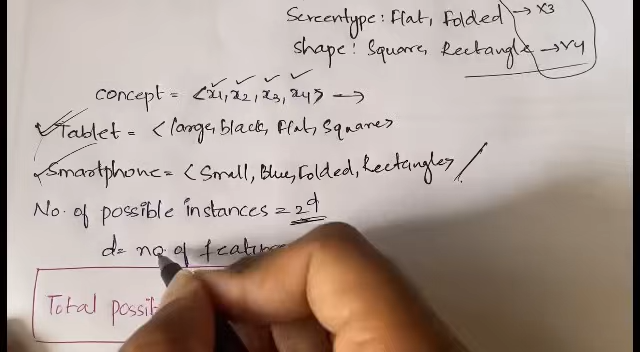 Screentype: Flat, Folded → x3
Shape: Square, Rectangle → x4
concept = <x1, x2, x3, x4> →
Tablet = <large, black, Flat, Square>
Smartphone = <Small, Blue, Folded, Rectangle>
No. of possible instances = 2^d
d = no. of
Total